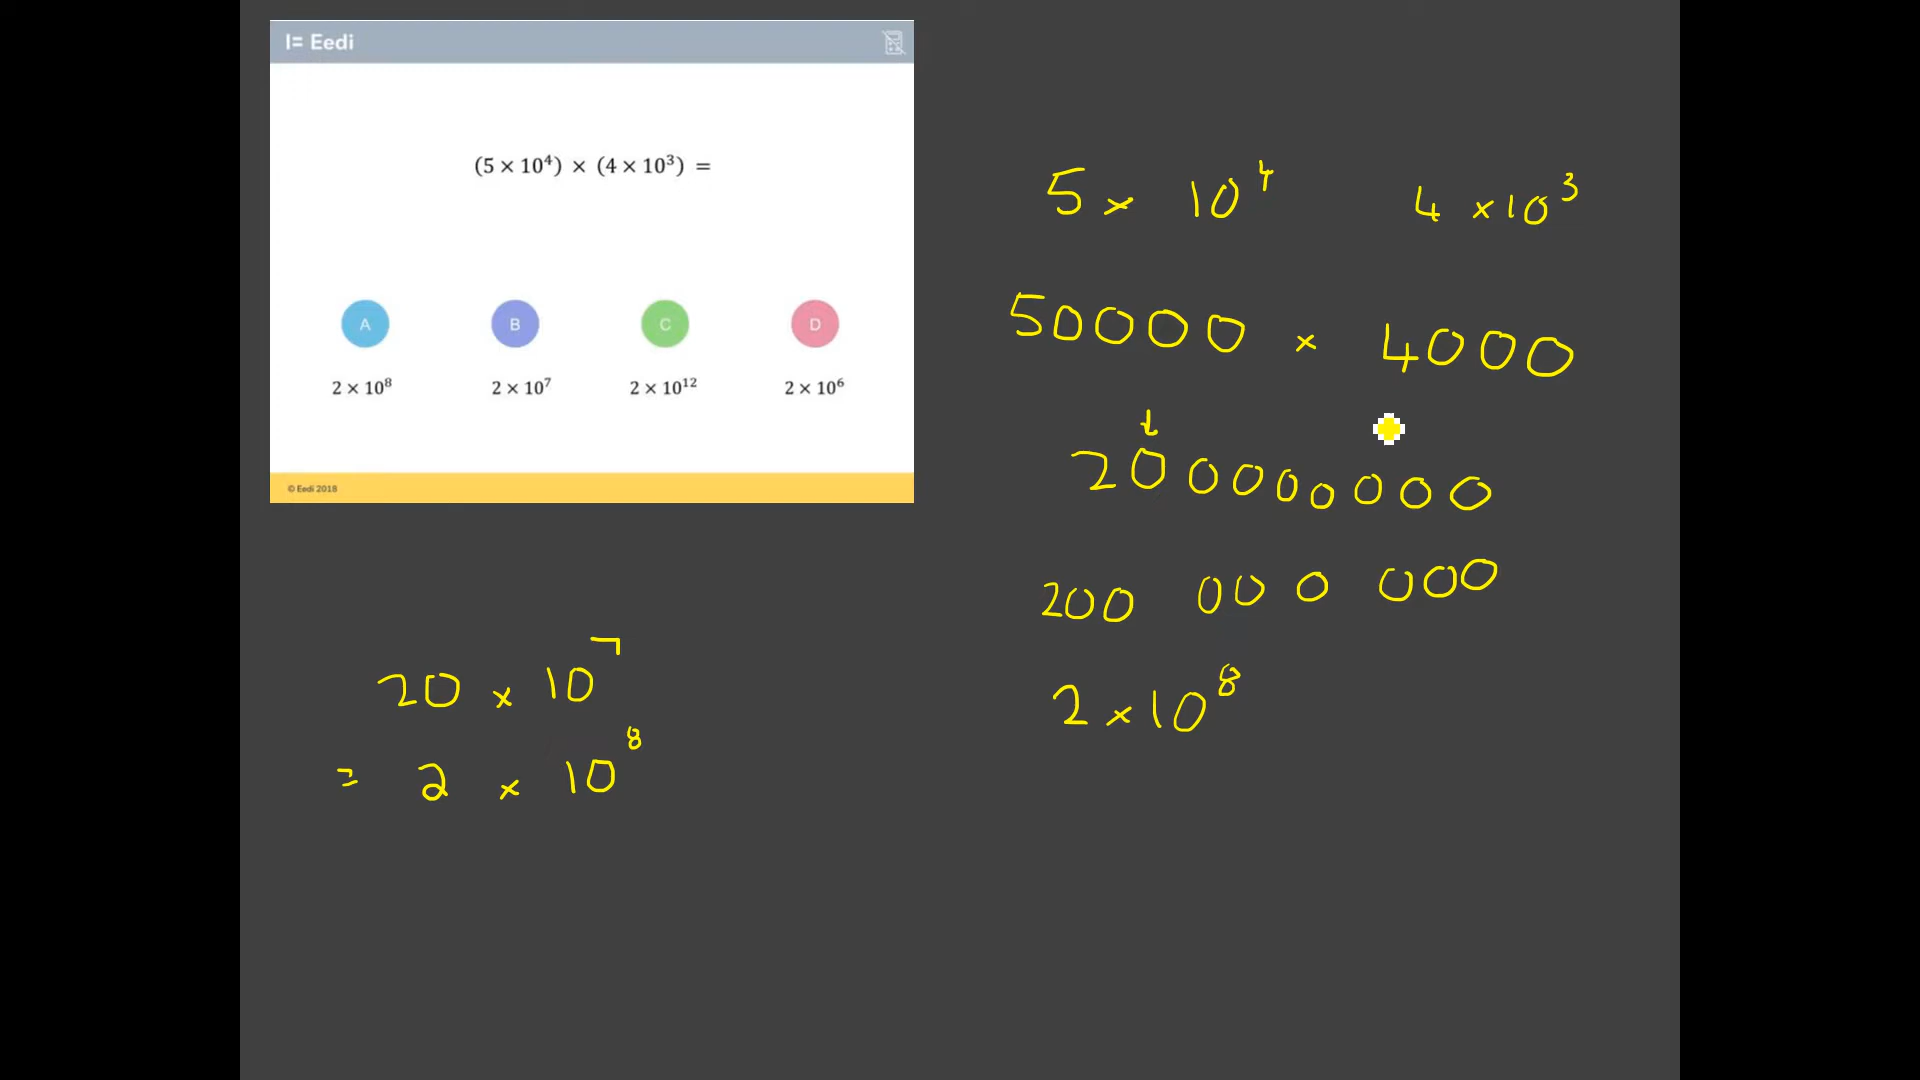 I= Eedi
(5 × 10⁴) × (4 × 10³) =
A B C D
2 × 10⁸ 2 × 10⁷ 2 × 10¹² 2 × 10⁶
© Eedi 2018
20 × 10⁷
= 2 × 10⁸
5 × 10⁴ 4 × 10³
50000 × 4000
200000000
200 000 000
2 × 10⁸